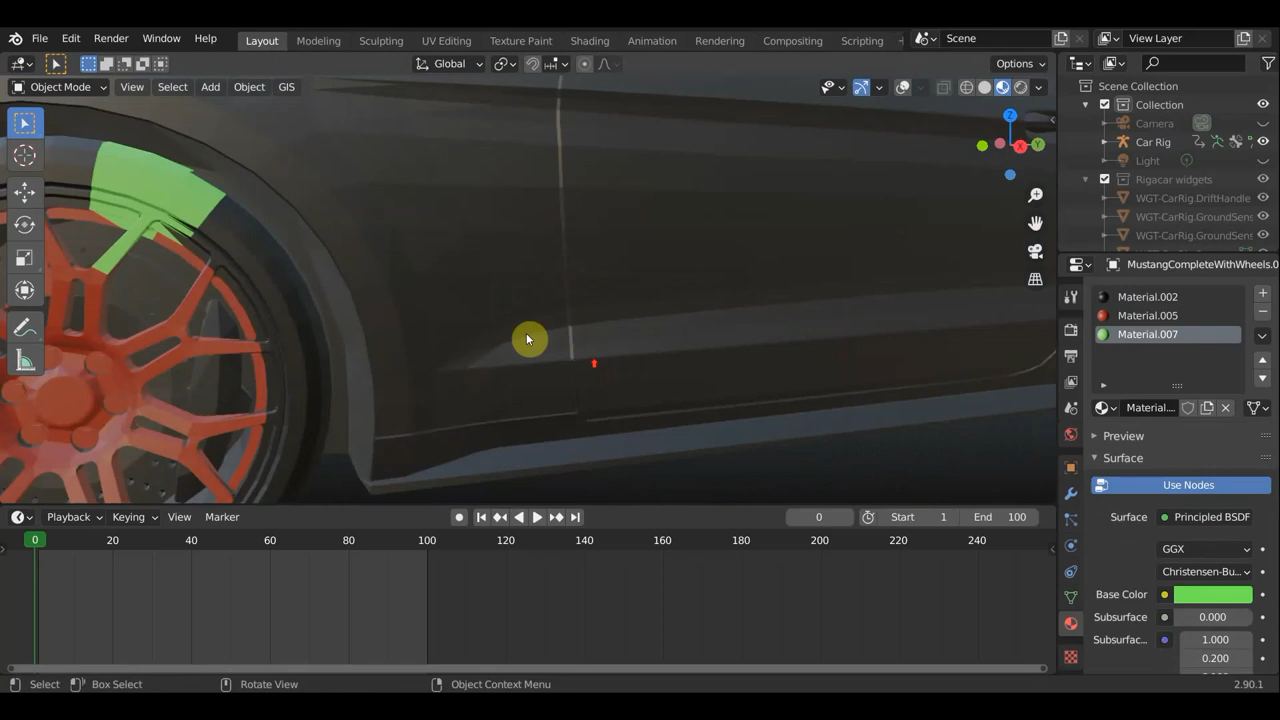 File Edit Render Window Help
Layout Modeling Sculpting UV Editing Texture Paint Shading Animation Rendering Compositing Scripting
Scene View Layer
Global Options
Object Mode View Select Add Object GIS
Scene Collection
Collection
Camera
Car Rig
Light
Rigacar widgets
WGT-CarRig.DriftHandle
WGT-CarRig.GroundSens
WGT-CarRig.GroundSens
Z
X
Y
MustangCompleteWithWheels.0
Material.002
Material.005
Material.007
Material....
Preview
Surface
Use Nodes
Surface Principled BSDF
GGX
Christensen-Bu...
Base Color
Subsurface 0.000
Subsurfac... 1.000
0.200
Playback Keying View Marker 0 Start 1 End 100
0 20 40 60 80 100 120 140 160 180 200 220 240
Select Box Select Rotate View Object Context Menu 2.90.1